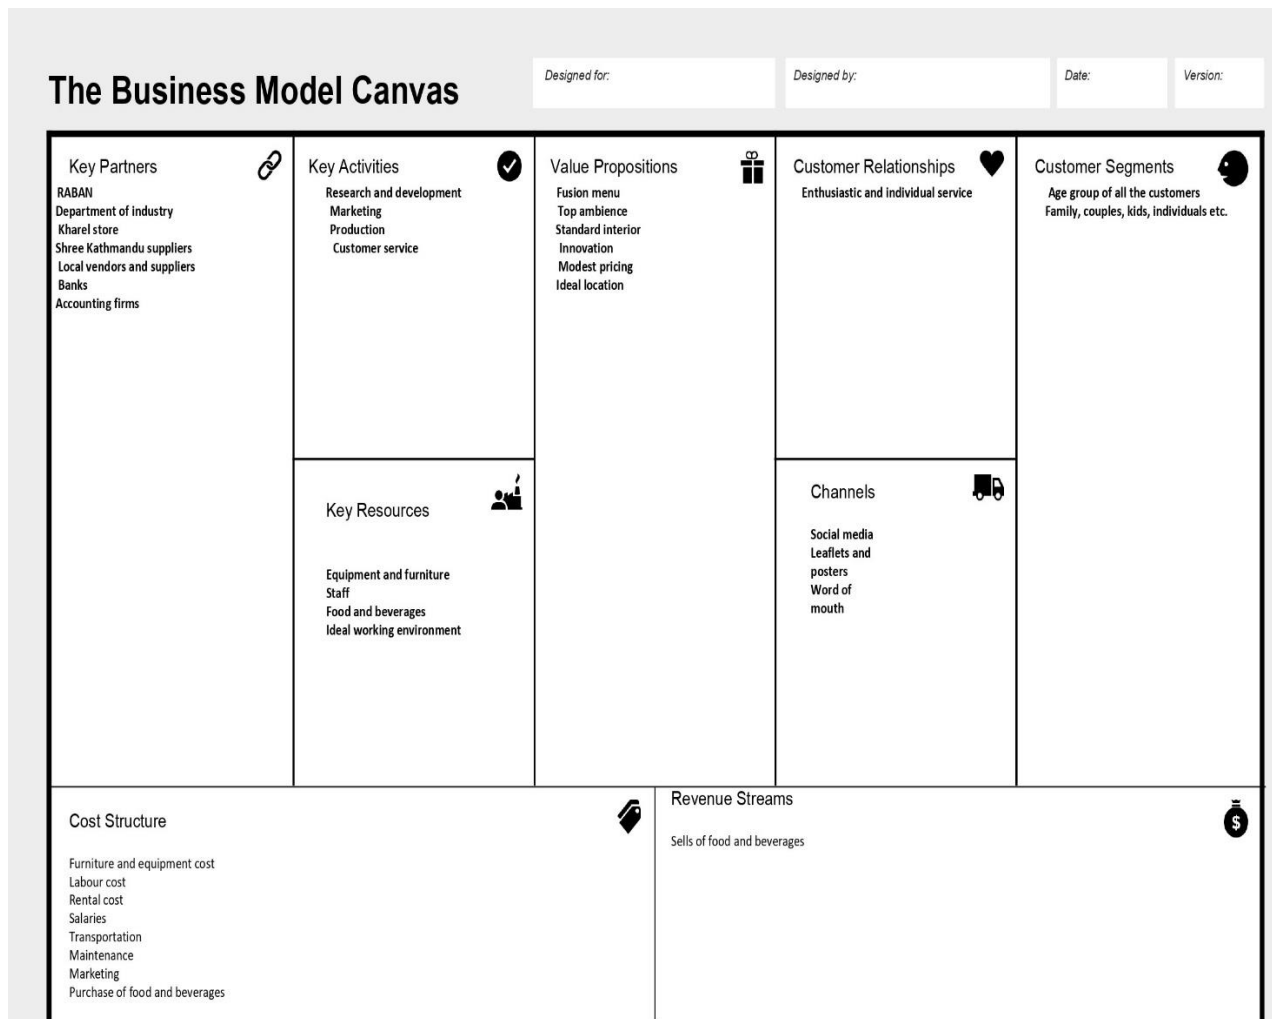 The Business Model Canvas
Designed for:
Designed by:
Date:
Version:
Key Partners
RABAN
Department of industry
Kharel store
Shree Kathmandu suppliers
Local vendors and suppliers
Banks
Accounting firms
Key Activities
Research and development
Marketing
Production
Customer service
Key Resources
Equipment and furniture
Staff
Food and beverages
Ideal working environment
Value Propositions
Fusion menu
Top ambience
Standard interior
Innovation
Modest pricing
Ideal location
Customer Relationships
Enthusiastic and individual service
Channels
Social media
Leaflets and
posters
Word of
mouth
Customer Segments
Age group of all the customers
Family, couples, kids, individuals etc.
Cost Structure
Furniture and equipment cost
Labour cost
Rental cost
Salaries
Transportation
Maintenance
Marketing
Purchase of food and beverages
Revenue Streams
$
Sells of food and beverages